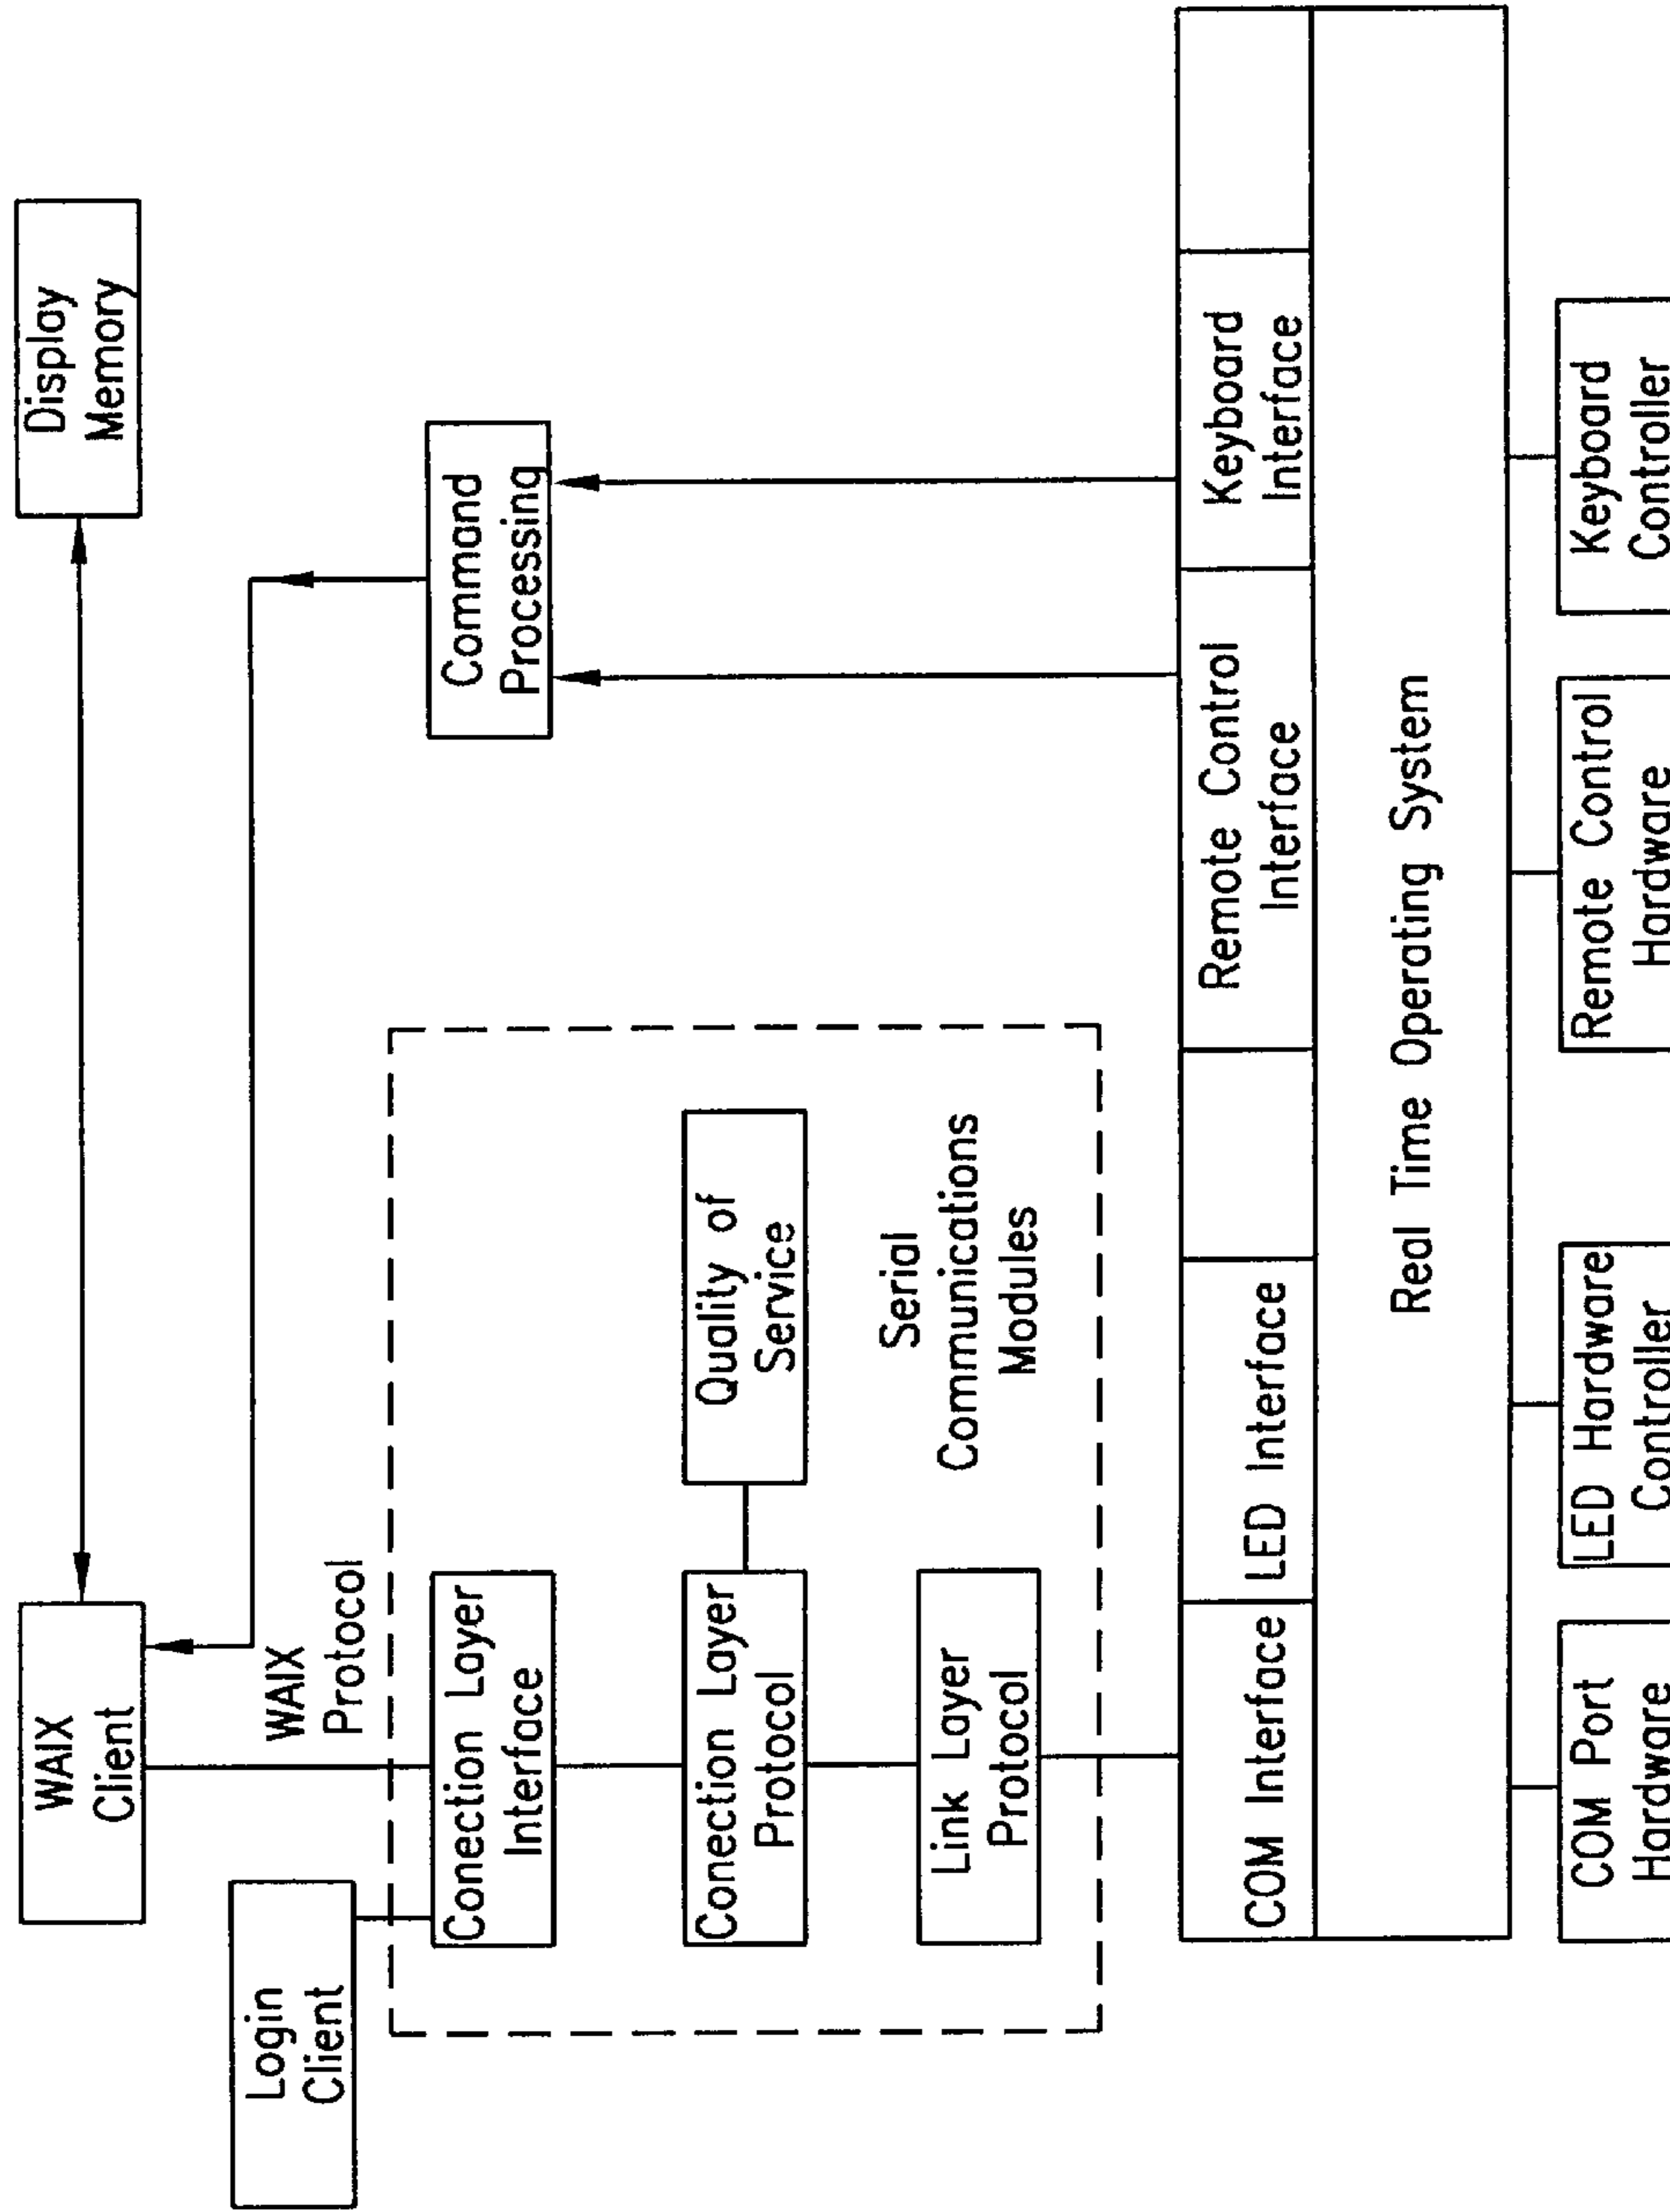 WAIX
Client
Display
Memory
Login
Client
WAIX
Protocol
Conection Layer
Interface
Command
Processing
Conection Layer
Protocol
Quality of
Service
Link Layer
Protocol
Serial
Communications
Modules
COM Interface
LED Interface
Remote Control
Interface
Keyboard
Interface
Real Time Operating System
COM Port
Hardware
LED Hardware
Controller
Remote Control
Hardware
Keyboard
Controller